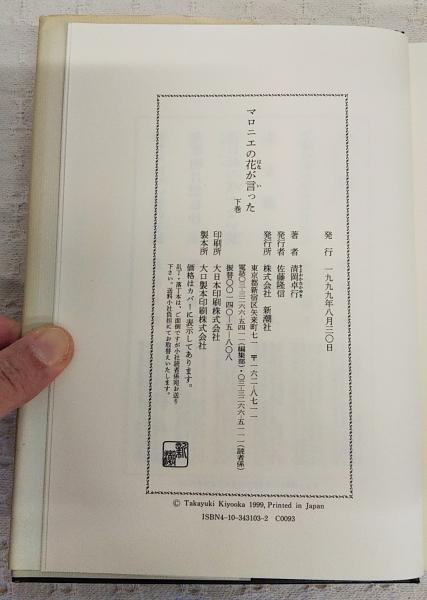 マロニエの花が言った
下巻
発行 一九九九年八月三〇日
著者 清岡卓行
発行者 佐藤隆信
発行所 株式会社 新潮社
東京都新宿区矢来町七一 〒一六二-八七一一
電話〇三-三二六六-五四一一(編集部)・〇三-三二六六-五一一一(読者係)
振替〇〇一四〇-五-八〇八
印刷所 大日本印刷株式会社
製本所 大口製本印刷株式会社
価格はカバーに表示してあります。
乱丁・落丁本は、ご面倒ですが小社読者係宛お送り
下さい。送料小社負担にてお取替えいたします。
新潮
© Takayuki Kiyooka 1999, Printed in Japan
ISBN4-10-343103-2 C0093